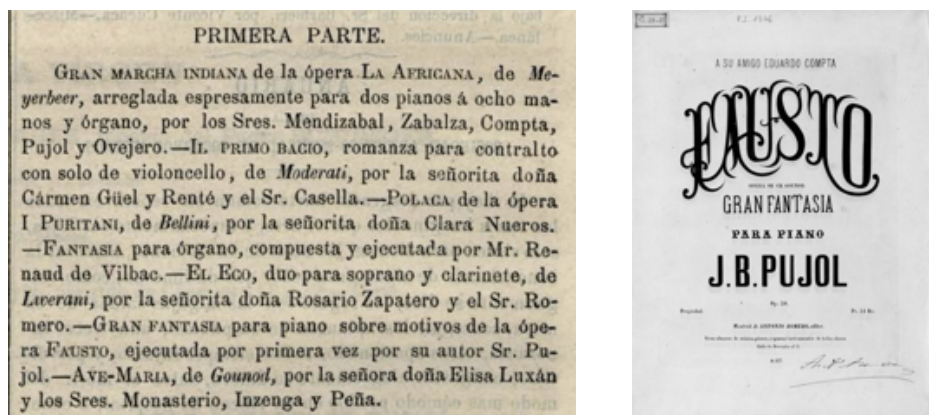 PRIMERA PARTE.
GRAN MARCHA INDIANA de la ópera LA AFRICANA, de Me-
yerbeer, arreglada espresamente para dos pianos á ocho ma-
nos y órgano, por los Sres. Mendizabal, Zabalza, Compta,
Pujol y Ovejero.—IL PRIMO BACIO, romanza para contralto
con solo de violoncello, de Moderati, por la señorita doña
Cármen Güel y Renté y el Sr. Casella.—POLACA de la ópera
I PURITANI, de Bellini, por la señorita doña Clara Nueros.
—FANTASIA para órgano, compuesta y ejecutada por Mr. Re-
naud de Vilbac.—EL ECO, duo para soprano y clarinete, de
Liverani, por la señorita doña Rosario Zapatero y el Sr. Ro-
mero.—GRAN FANTASIA para piano sobre motivos de la ópe-
ra FAUSTO, ejecutada por primera vez por su autor Sr. Pu-
jol.—AVE-MARIA, de Gounod, por la señora doña Elisa Luxán
y los Sres. Monasterio, Inzenga y Peña.
A SU AMIGO EDUARDO COMPTA
FAUSTO
GRAN FANTASIA
PARA PIANO
J.B.PUJOL
Madrid ANTONIO ROMERO, editor